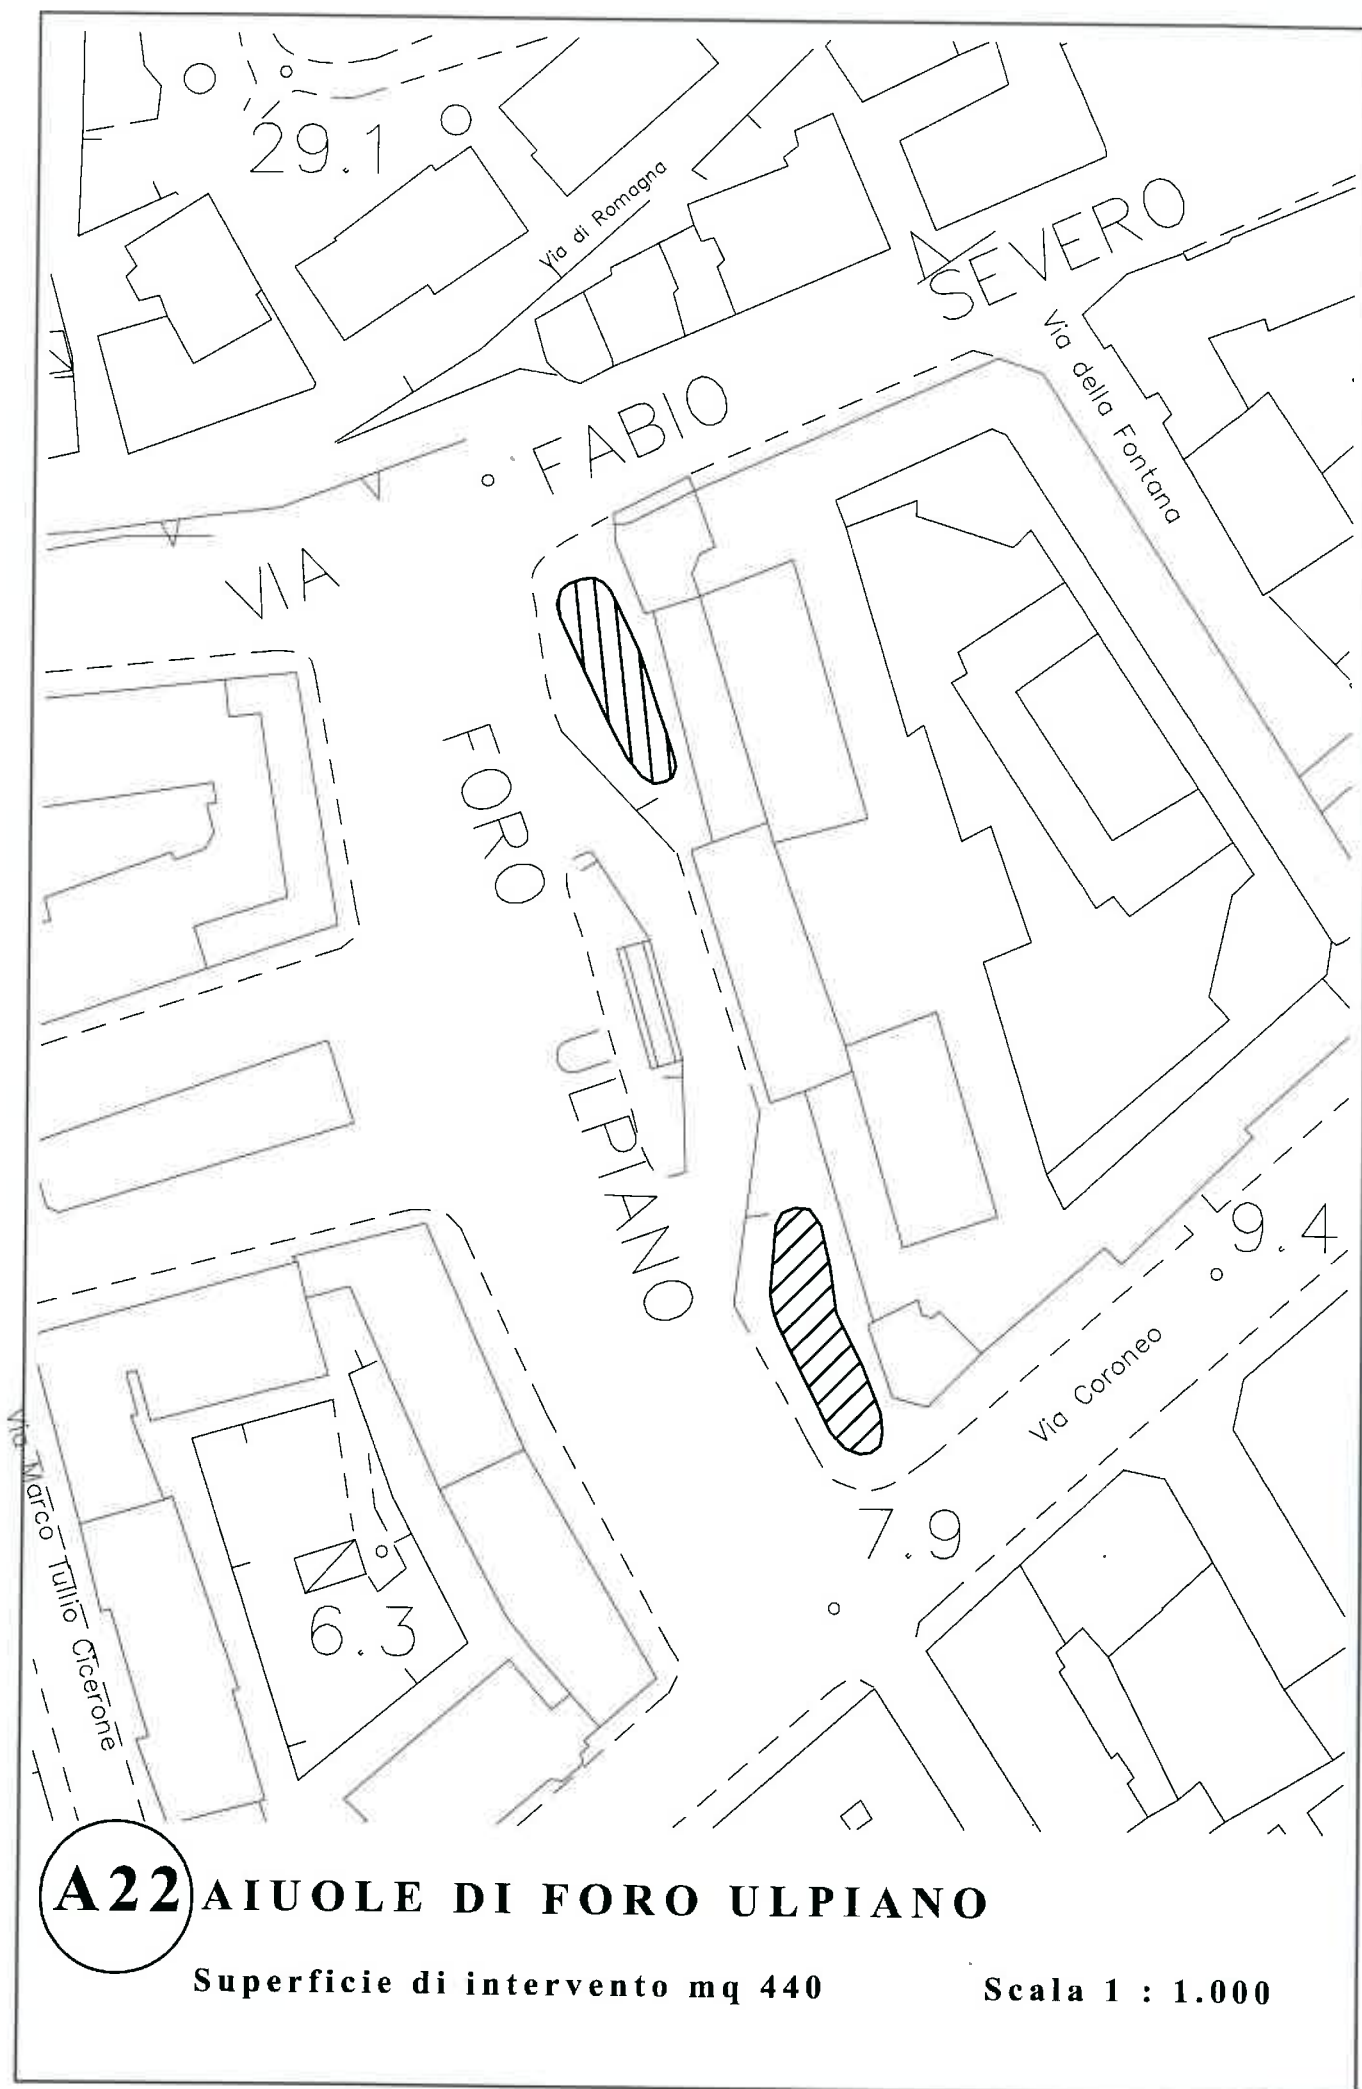 29.1
Via di Romagna
VIA FABIO SEVERO
Via della Fontana
FORO ULPIANO
9.4
Via Coroneo
7.9
6.3
Via Marco Tullio Cicerone
A22 AIUOLE DI FORO ULPIANO
Superficie di intervento mq 440 Scala 1 : 1.000